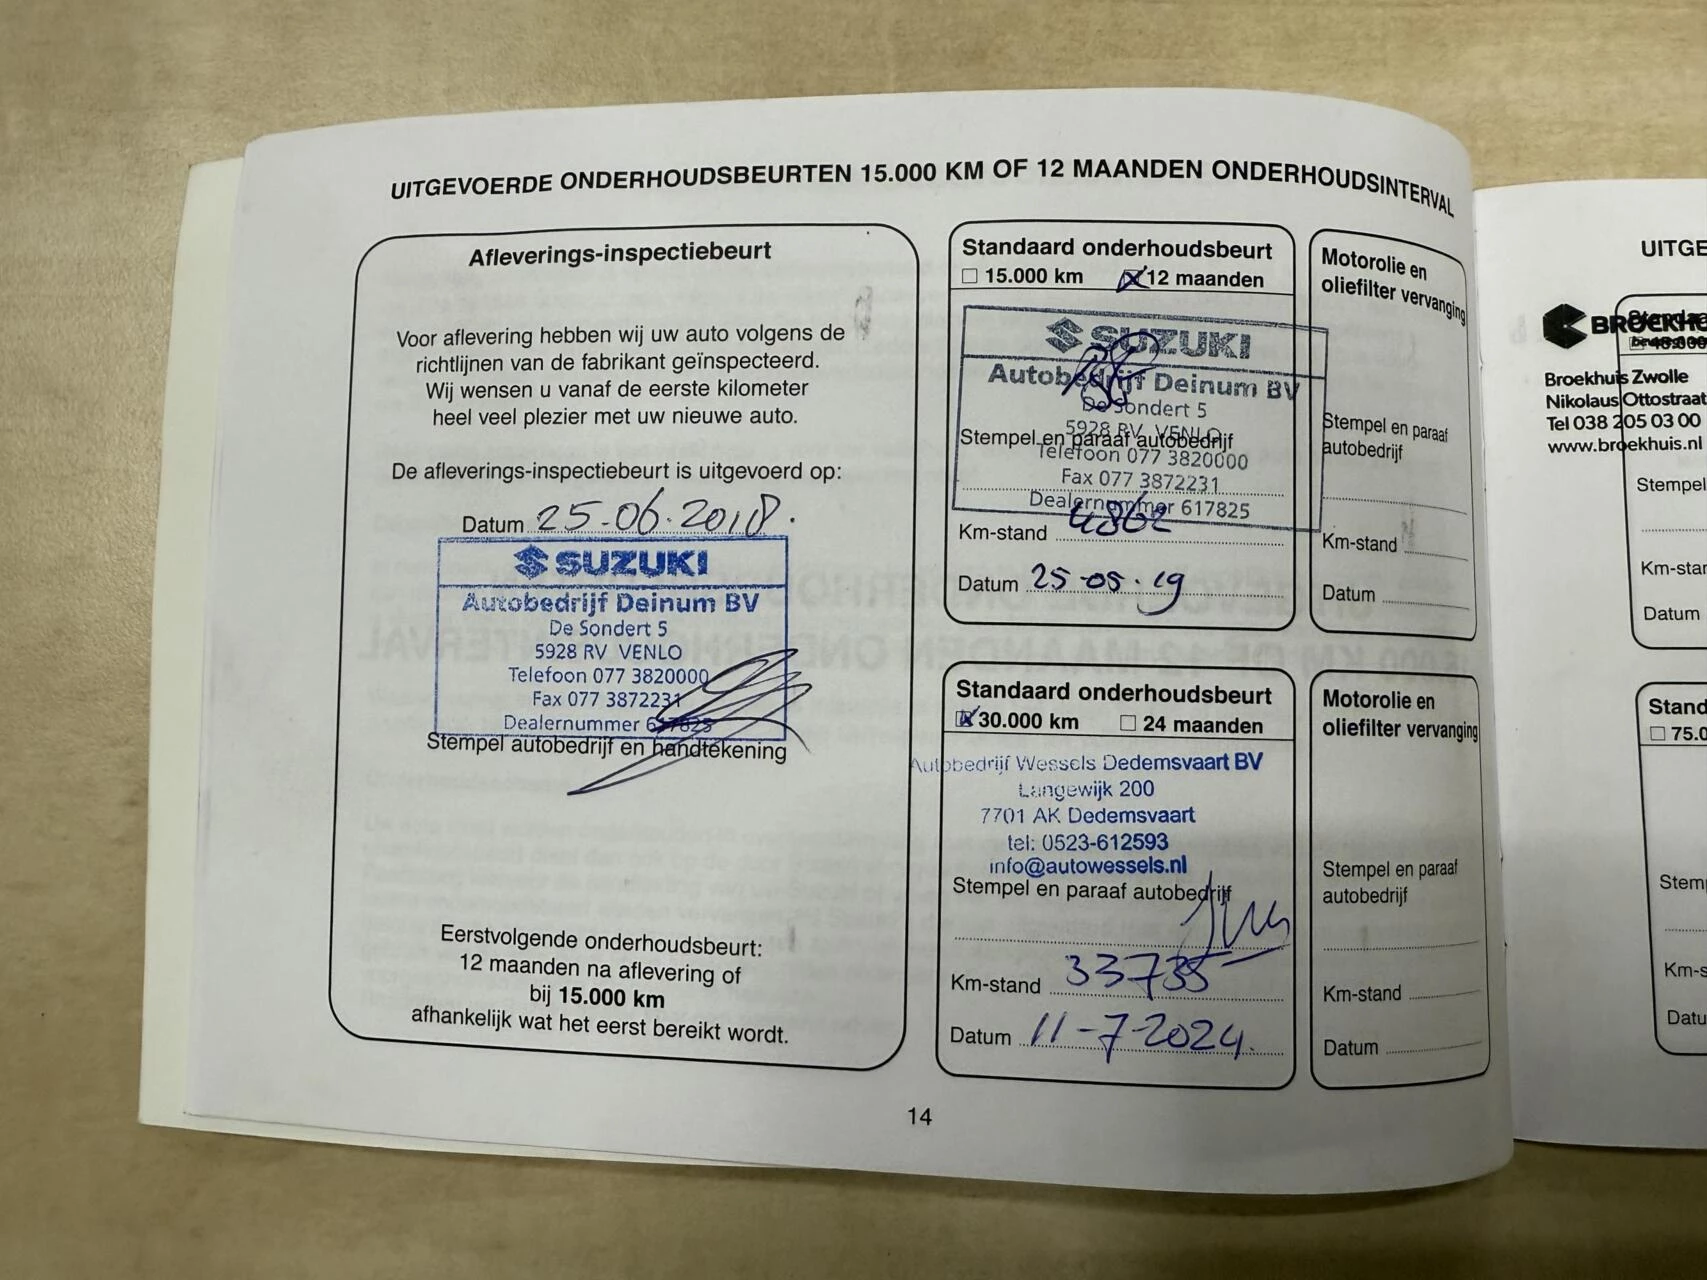 UITGEVOERDE ONDERHOUDSBEURTEN 15.000 KM OF 12 MAANDEN ONDERHOUDSINTERVAL
Afleverings-inspectiebeurt
Voor aflevering hebben wij uw auto volgens de
richtlijnen van de fabrikant geïnspecteerd.
Wij wensen u vanaf de eerste kilometer
heel veel plezier met uw nieuwe auto.
De afleverings-inspectiebeurt is uitgevoerd op:
Datum 25-06-2018.
SUZUKI
Autobedrijf Deinum BV
De Sondert 5
5928 RV VENLO
Telefoon 077 3820000
Fax 077 3872231
Dealernummer 617825
Stempel autobedrijf en handtekening
Eerstvolgende onderhoudsbeurt:
12 maanden na aflevering of
bij 15.000 km
afhankelijk wat het eerst bereikt wordt.
Standaard onderhoudsbeurt
15.000 km 12 maanden
SUZUKI
Autobedrijf Deinum BV
De Sondert 5
5928 RV VENLO
Stempel en paraaf autobedrijf
Telefoon 077 3820000
Fax 077 3872231
Dealernummer 617825
Km-stand 4862
Datum 25-05-19
Motorolie en
oliefilter vervanging
Stempel en paraaf
autobedrijf
Km-stand
Datum
Standaard onderhoudsbeurt
30.000 km 24 maanden
Autobedrijf Wessels Dedemsvaart BV
Langewijk 200
7701 AK Dedemsvaart
tel: 0523-612593
info@autowessels.nl
Stempel en paraaf autobedrijf
Km-stand 33735
Datum 11-7-2024.
Motorolie en
oliefilter vervanging
Stempel en paraaf
autobedrijf
Km-stand
Datum
14
UITGE
BROEKHU
Broekhuis Zwolle
Nikolaus Ottostraat
Tel 038 205 03 00
www.broekhuis.nl
Stempel
Km-star
Datum
Stand
75.0
Stemp
Km-s
Datu